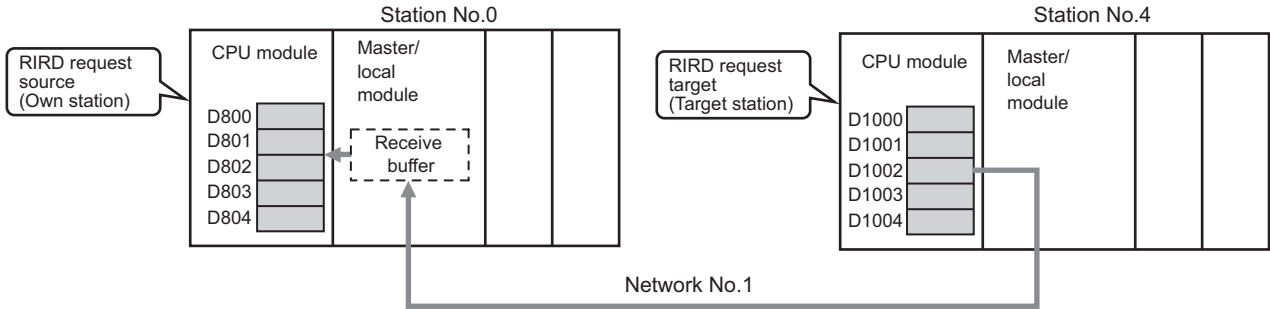 Station No.0
RIRD request
source
(Own station)
CPU module
Master/
local
module
D800
D801
D802
D803
D804
Receive
buffer
Station No.4
RIRD request
target
(Target station)
CPU module
Master/
local
module
D1000
D1001
D1002
D1003
D1004
Network No.1